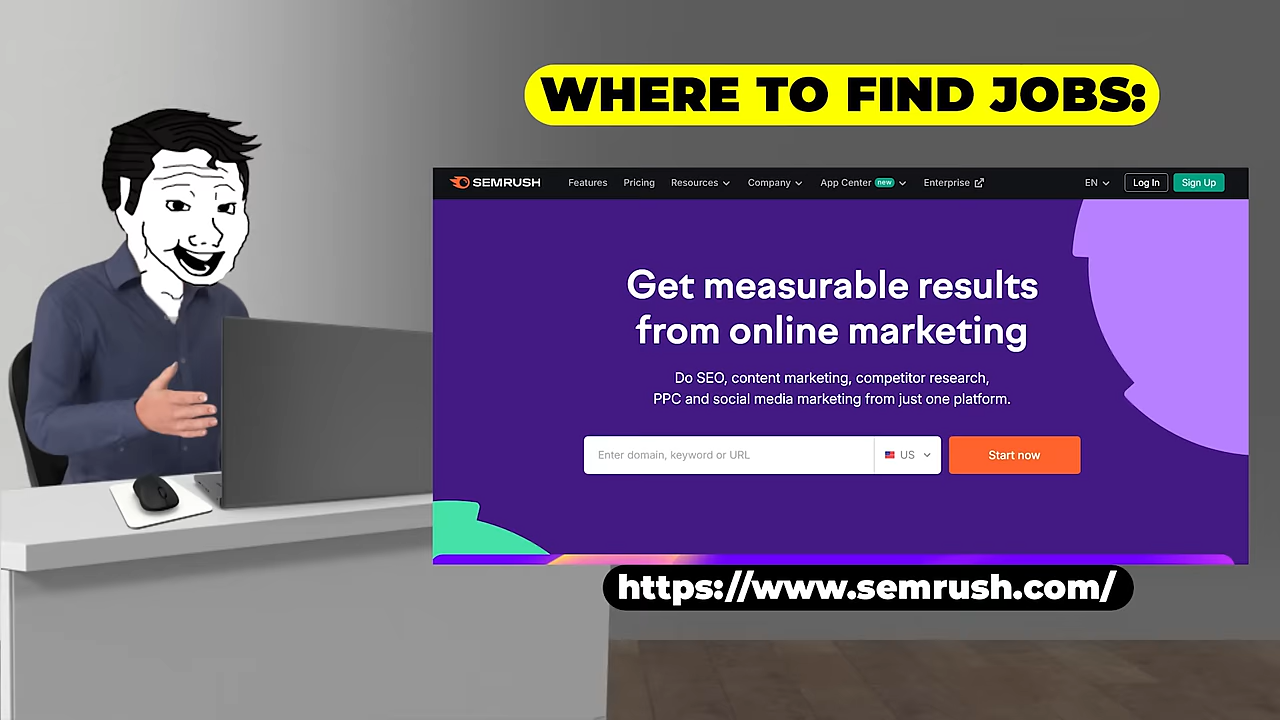 WHERE TO FIND JOBS:
SEMRUSH Features Pricing Resources Company App Center new Enterprise EN Log In Sign Up
Get measurable results
from online marketing
Do SEO, content marketing, competitor research,
PPC and social media marketing from just one platform.
Enter domain, keyword or URL US Start now
https://www.semrush.com/